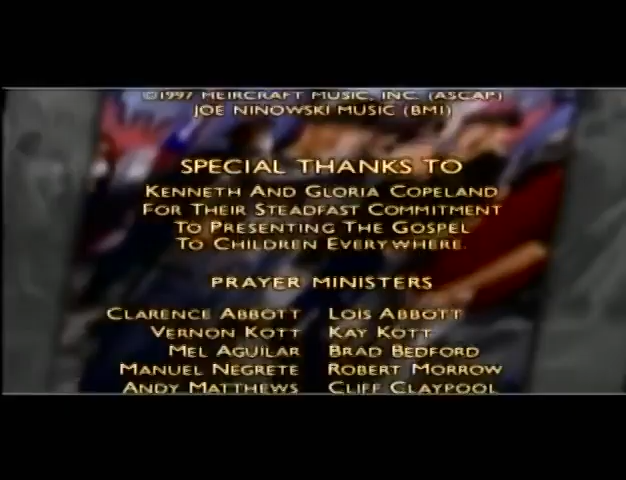 ©1997 HEIRCRAFT MUSIC, INC. (ASCAP)
JOE NINOWSKI MUSIC (BMI)
SPECIAL THANKS TO
KENNETH AND GLORIA COPELAND
FOR THEIR STEADFAST COMMITMENT
TO PRESENTING THE GOSPEL
TO CHILDREN EVERYWHERE.
PRAYER MINISTERS
CLARENCE ABBOTT LOIS ABBOTT
VERNON KOTT KAY KOTT
MEL AGUILAR BRAD BEDFORD
MANUEL NEGRETE ROBERT MORROW
ANDY MATTHEWS CLIFF CLAYPOOL